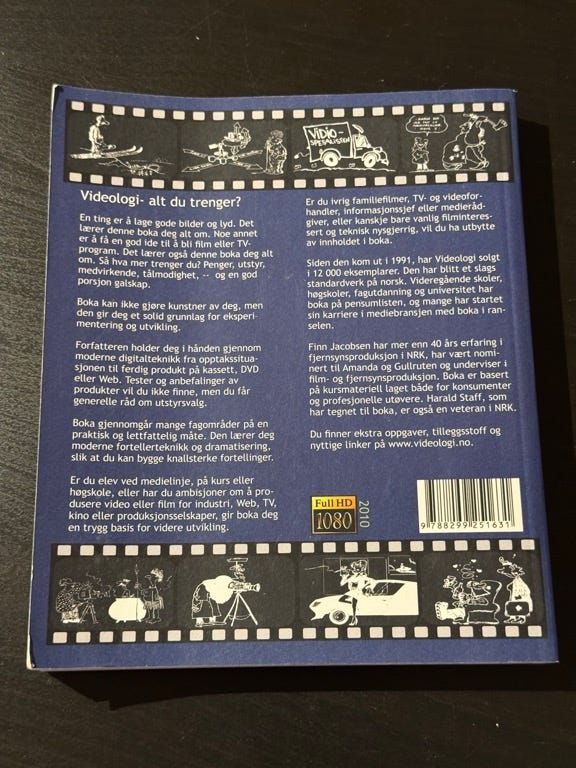 VIDIO-
SPESIALISTEN
Videologi- alt du trenger?
En ting er å lage gode bilder og lyd. Det
lærer denne boka deg alt om. Noe annet
er å få en god ide til å bli film eller TV-
program. Det lærer også denne boka deg alt
om. Så hva mer trenger du? Penger, utstyr,
medvirkende, tålmodighet, -- og en god
porsjon galskap.
Boka kan ikke gjøre kunstner av deg, men
den gir deg et solid grunnlag for eksperi-
mentering og utvikling.
Forfatteren holder deg i hånden gjennom
moderne digitalteknikk fra opptakssitua-
sjonen til ferdig produkt på kassett, DVD
eller Web. Tester og anbefalinger av
produkter vil du ikke finne, men du får
generelle råd om utstyrsvalg.
Boka gjennomgår mange fagområder på en
praktisk og lettfattelig måte. Den lærer deg
moderne fortellerteknikk og dramatisering,
slik at du kan bygge knallsterke fortellinger.
Er du elev ved medielinje, på kurs eller
høgskole, eller har du ambisjoner om å pro-
dusere video eller film for industri, Web, TV,
kino eller produksjonsselskaper, gir boka deg
en trygg basis for videre utvikling.
Er du ivrig familiefilmer, TV- og videofor-
handler, informasjonssjef eller medieråd-
giver, eller kanskje bare vanlig filminteres-
sert og teknisk nysgjerrig, vil du ha utbytte
av innholdet i boka.
Siden den kom ut i 1991, har Videologi solgt
i 12 000 eksemplarer. Den har blitt et slags
standardverk på norsk. Videregående skoler,
høgskoler, fagutdanning og universitet har
boka på pensumlisten, og mange har startet
sin karriere i mediebransjen med boka i ran-
selen.
Finn Jacobsen har mer enn 40 års erfaring i
fjernsynsproduksjon i NRK, har vært nomi-
nert til Amanda og Gullruten og underviser i
film- og fjernsynsproduksjon. Boka er basert
på kursmateriell laget både for konsumenter
og profesjonelle utøvere. Harald Staff, som
har tegnet til boka, er også en veteran i NRK.
Du finner ekstra oppgaver, tilleggsstoff og
nyttige linker på www.videologi.no.
Full HD
1080
2010
9 788299 251631